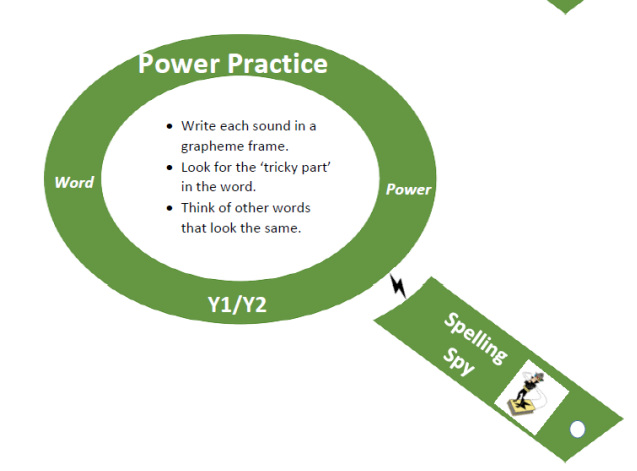 Power Practice
• Write each sound in a
grapheme frame.
• Look for the ‘tricky part’
in the word.
• Think of other words
that look the same.
Word
Power
Y1/Y2
Spelling
Spy